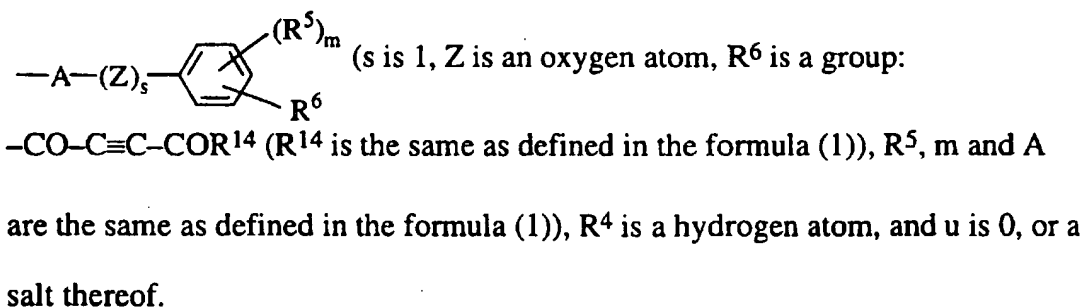 (R⁵)ₘ
—A—(Z)ₛ— (s is 1, Z is an oxygen atom, R⁶ is a group:
R⁶
–CO–C≡C–COR¹⁴ (R¹⁴ is the same as defined in the formula (1)), R⁵, m and A
are the same as defined in the formula (1)), R⁴ is a hydrogen atom, and u is 0, or a
salt thereof.